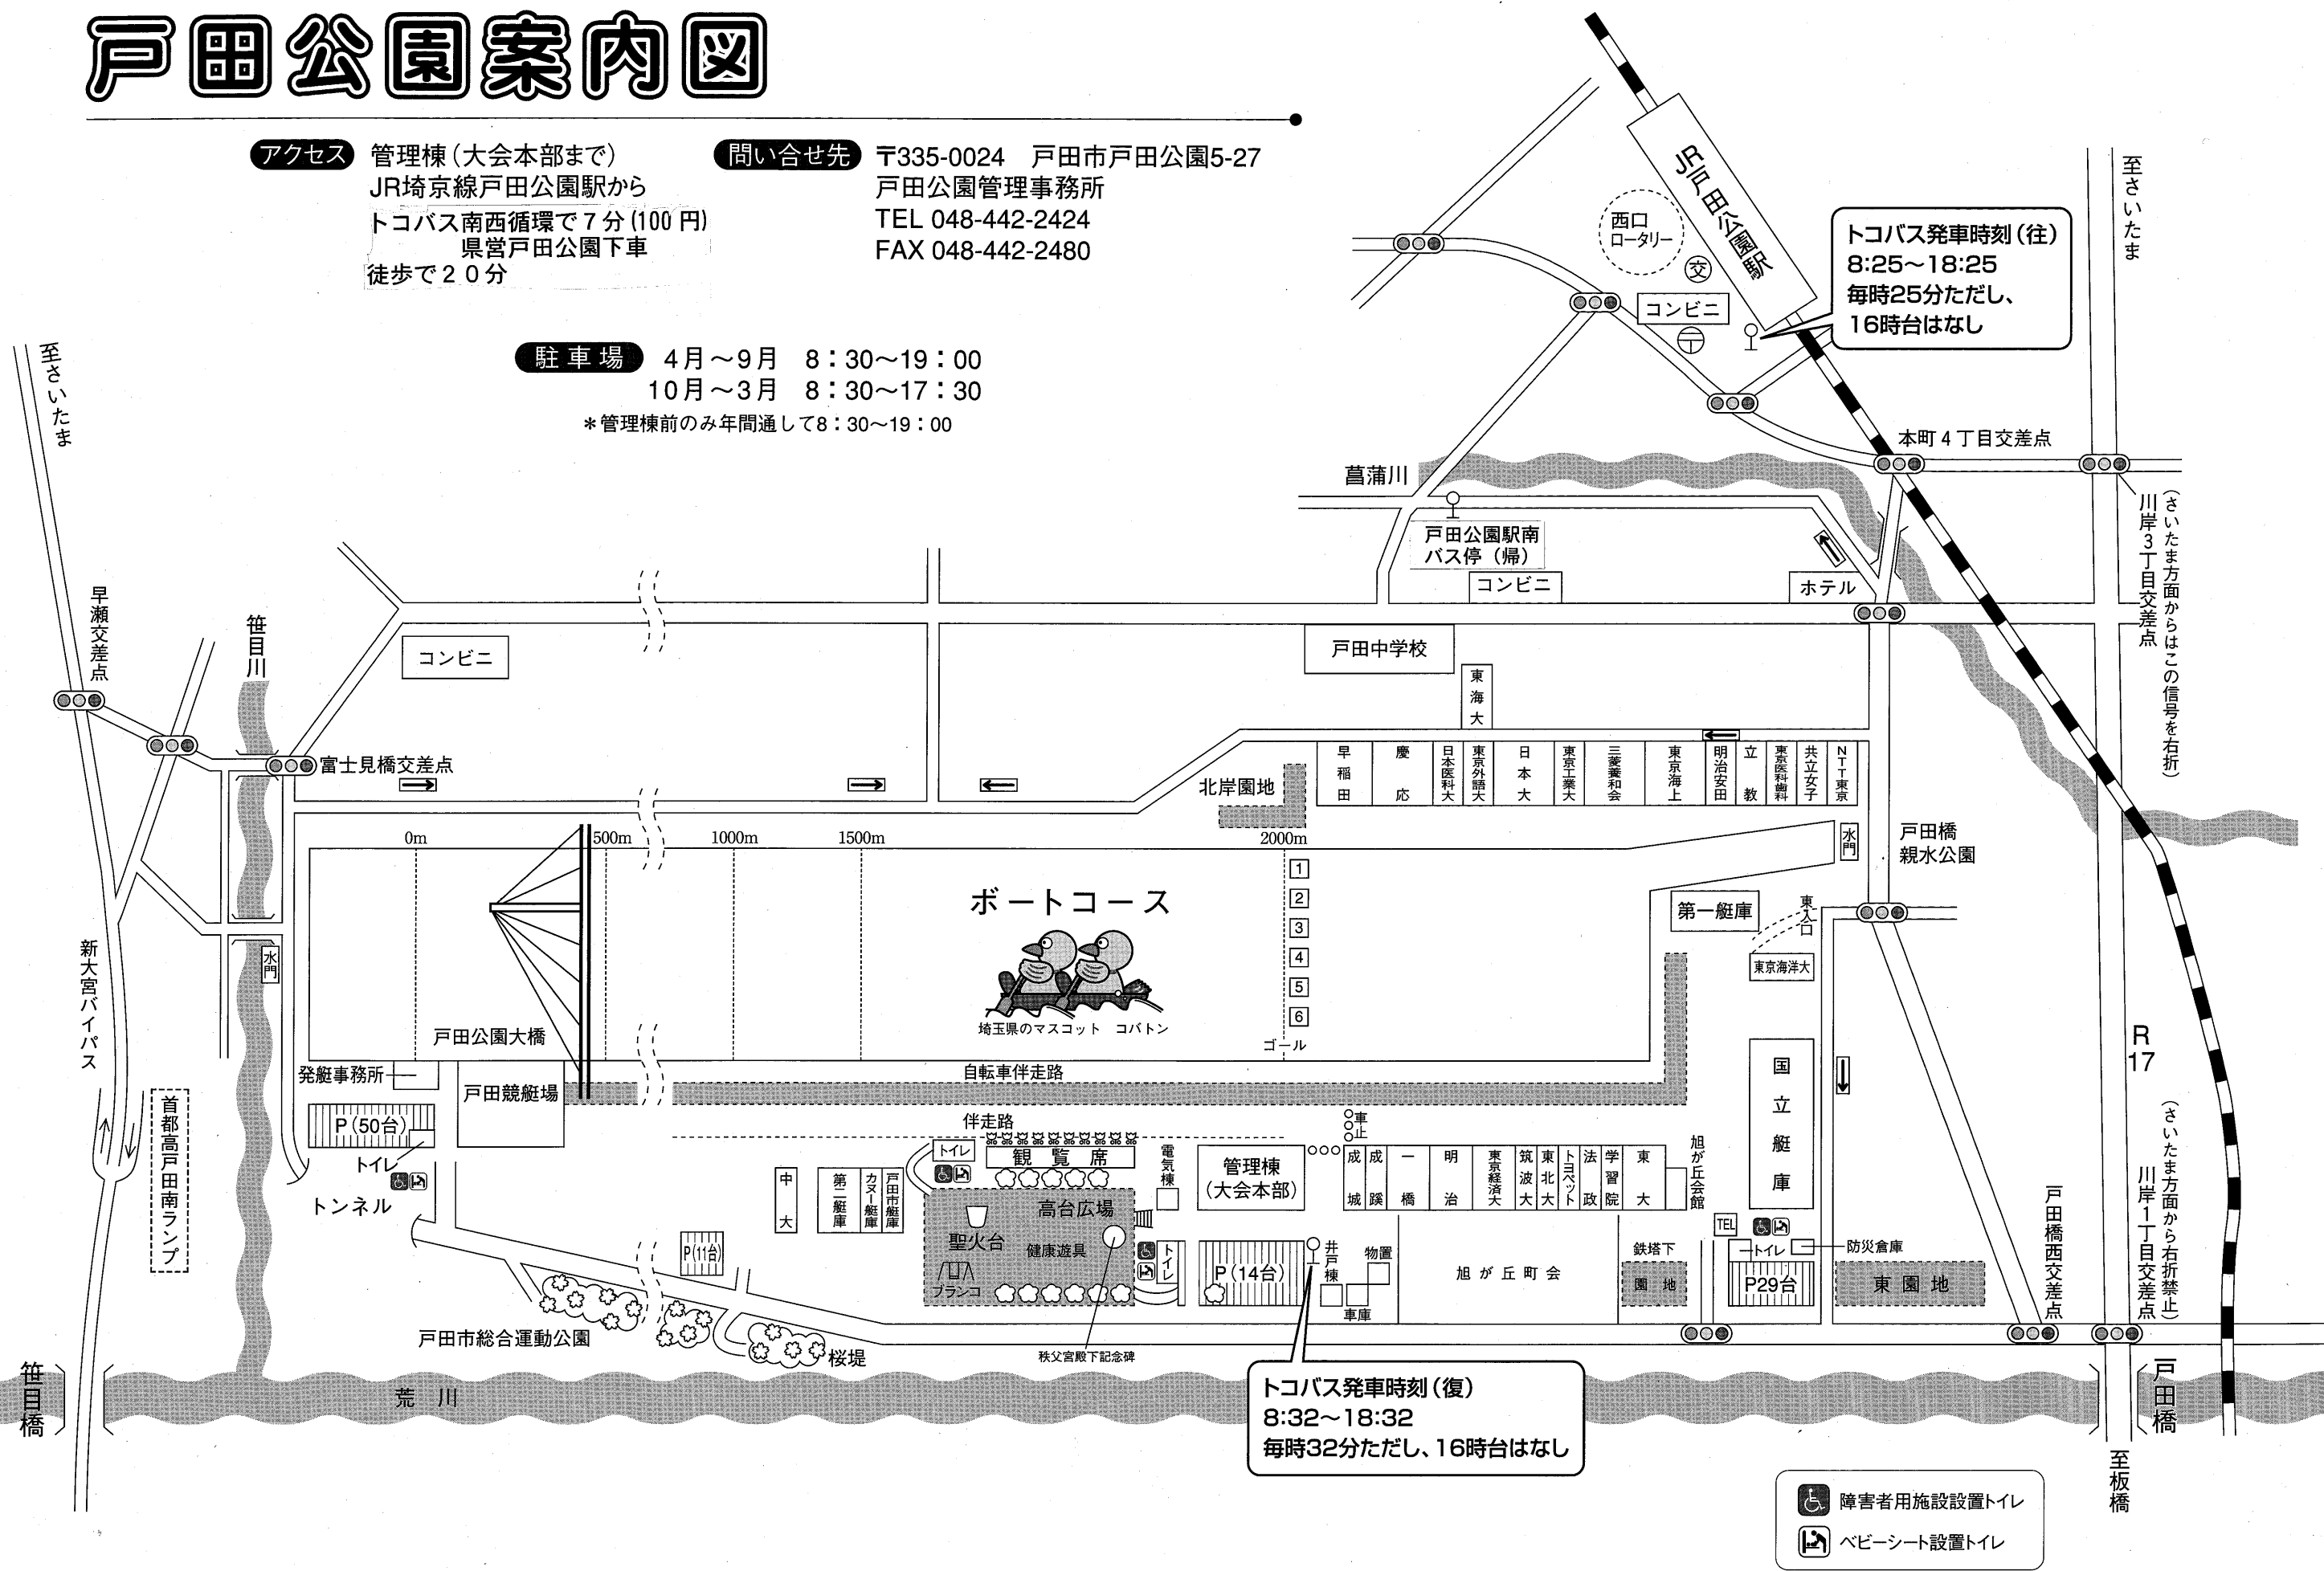 戸田公園案内図
アクセス
管理棟（大会本部まで）
JR埼京線戸田公園駅から
トコバス南西循環で７分(100 円)
県営戸田公園下車
徒歩で２０分
問い合せ先
〒335-0024　戸田市戸田公園5-27
戸田公園管理事務所
TEL 048-442-2424
FAX 048-442-2480
駐車場
4月～9月　8：30～19：00
10月～3月　8：30～17：30
＊管理棟前のみ年間通して8：30～19：00
JR戸田公園駅
西口
ロータリー
交
コンビニ
〒
トコバス発車時刻（往）
8:25～18:25
毎時25分ただし、
16時台はなし
至さいたま
本町４丁目交差点
菖蒲川
戸田公園駅南
バス停（帰）
コンビニ
ホテル
川岸3丁目交差点
（さいたま方面からはこの信号を右折）
至さいたま
早瀬交差点
笹目川
コンビニ
富士見橋交差点
戸田中学校
東海大
北岸園地
早稲田
慶応
日本医科大
東京外語大
日本大
東京工業大
三菱養和会
東京海上
明治安田
立教
東京医科歯科
共立女子
NTT東京
水門
戸田橋
親水公園
0m
500m
1000m
1500m
2000m
1
2
3
4
5
6
ゴール
ボートコース
埼玉県のマスコット　コバトン
第一艇庫
東入口
東京海洋大
水門
新大宮バイパス
戸田公園大橋
発艇事務所
戸田競艇場
自転車伴走路
伴走路
国立艇庫
R
17
首都高戸田南ランプ
P（50台）
トイレ
トンネル
中大
第二艇庫
カヌー艇庫
戸田市艇庫
トイレ
観覧席
電気棟
管理棟
（大会本部）
車止
成城
成蹊
一橋
明治
東京経済大
筑波大
東北大
トヨペット
法政
学習院
東大
旭が丘会館
高台広場
聖火台
健康遊具
ブランコ
トイレ
P（14台）
井戸棟
物置
車庫
旭が丘町会
鉄塔下
園地
TEL
トイレ
防災倉庫
P29台
東園地
P(11台)
戸田市総合運動公園
桜堤
秩父宮殿下記念碑
戸田橋西交差点
川岸1丁目交差点
（さいたま方面から右折禁止）
笹目橋
荒川
戸田橋
トコバス発車時刻（復）
8:32～18:32
毎時32分ただし、16時台はなし
至板橋
障害者用施設設置トイレ
ベビーシート設置トイレ